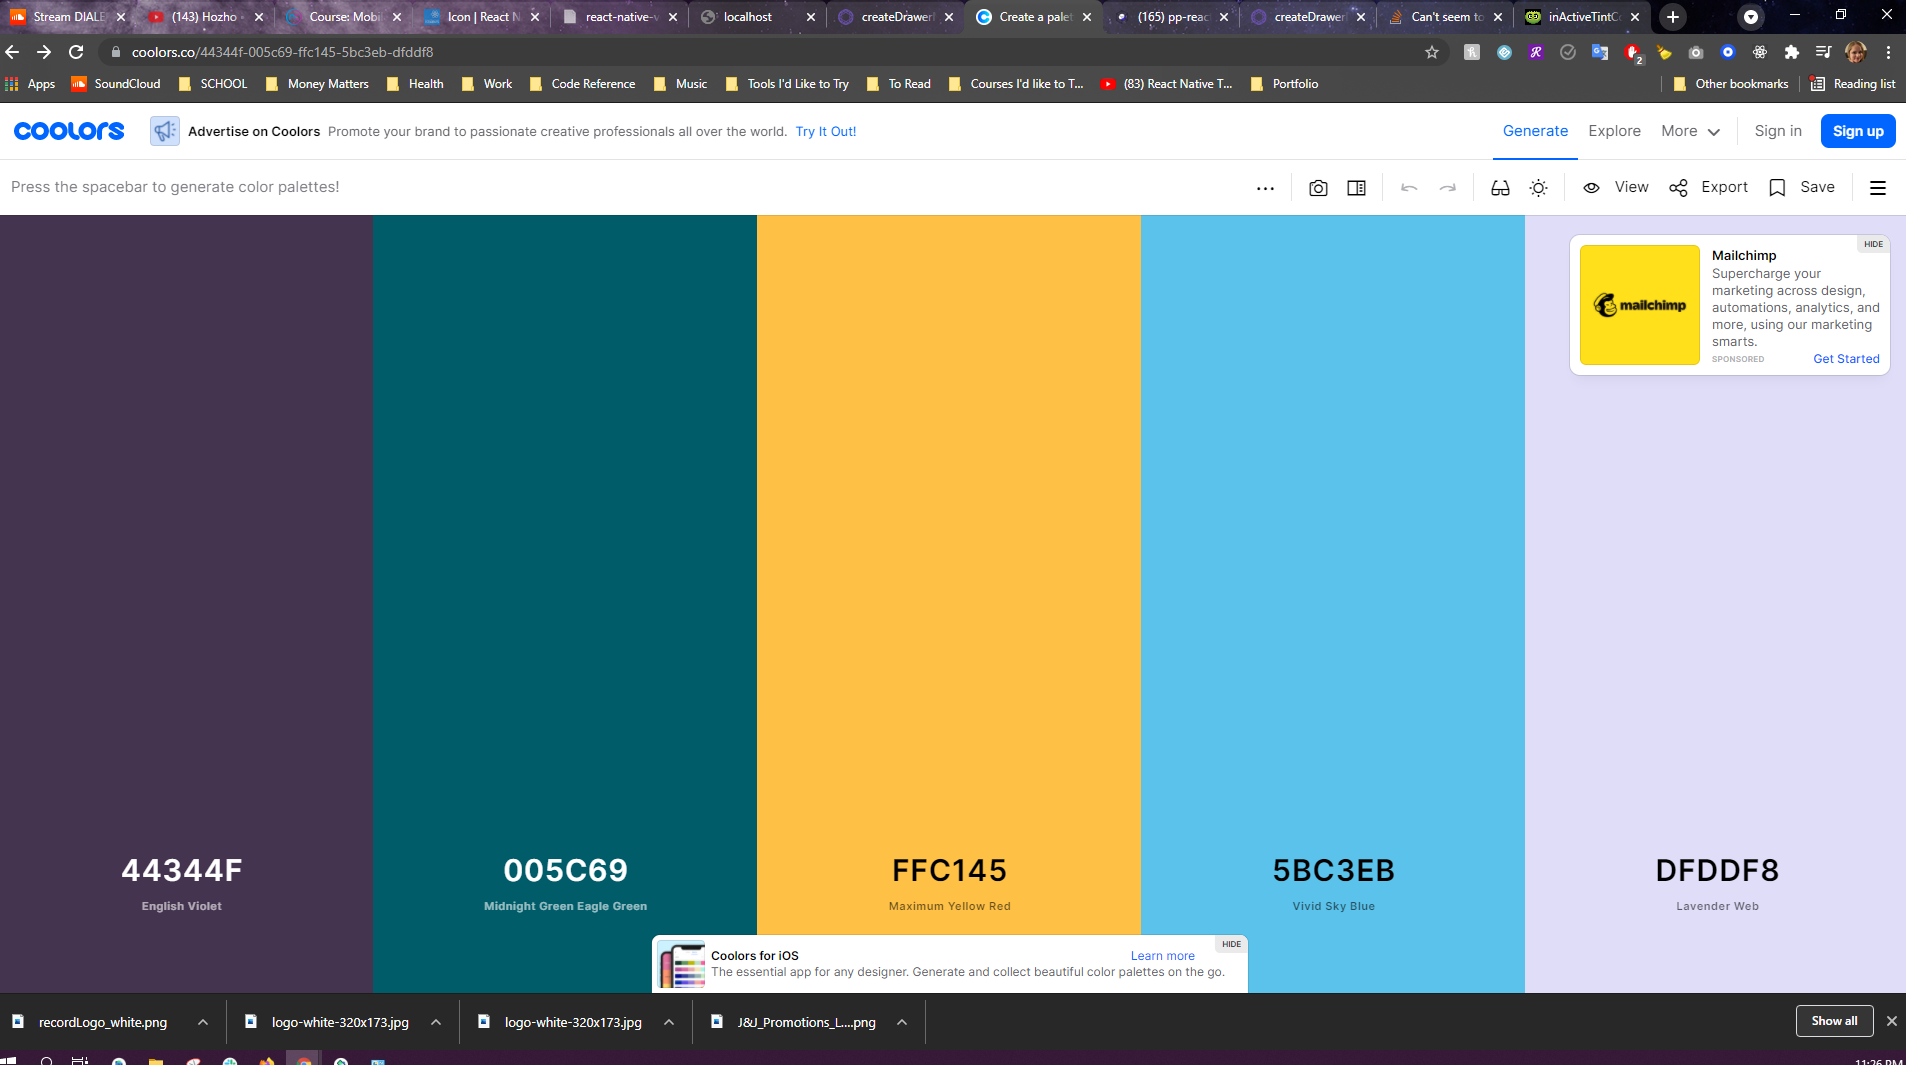 Stream DIALE
(143) Hozho -
Course: Mobil
Icon | React N
react-native-v
localhost
createDrawer
Create a palet
(165) pp-reac
createDrawer
Can't seem to
inActiveTintCo
coolors.co/44344f-005c69-ffc145-5bc3eb-dfddf8
2
Apps
SoundCloud
SCHOOL
Money Matters
Health
Work
Code Reference
Music
Tools I'd Like to Try
To Read
Courses I'd like to T...
(83) React Native T...
Portfolio
Other bookmarks
Reading list
coolors
Advertise on Coolors Promote your brand to passionate creative professionals all over the world. Try It Out!
Generate
Explore
More
Sign in
Sign up
Press the spacebar to generate color palettes!
View
Export
Save
HIDE
mailchimp
Mailchimp
Supercharge your
marketing across design,
automations, analytics, and
more, using our marketing
smarts.
SPONSORED
Get Started
44344F
English Violet
005C69
Midnight Green Eagle Green
FFC145
Maximum Yellow Red
5BC3EB
Vivid Sky Blue
DFDDF8
Lavender Web
Coolors for iOS
Learn more
HIDE
The essential app for any designer. Generate and collect beautiful color palettes on the go.
recordLogo_white.png
logo-white-320x173.jpg
logo-white-320x173.jpg
J&J_Promotions_L....png
Show all
11:26 PM